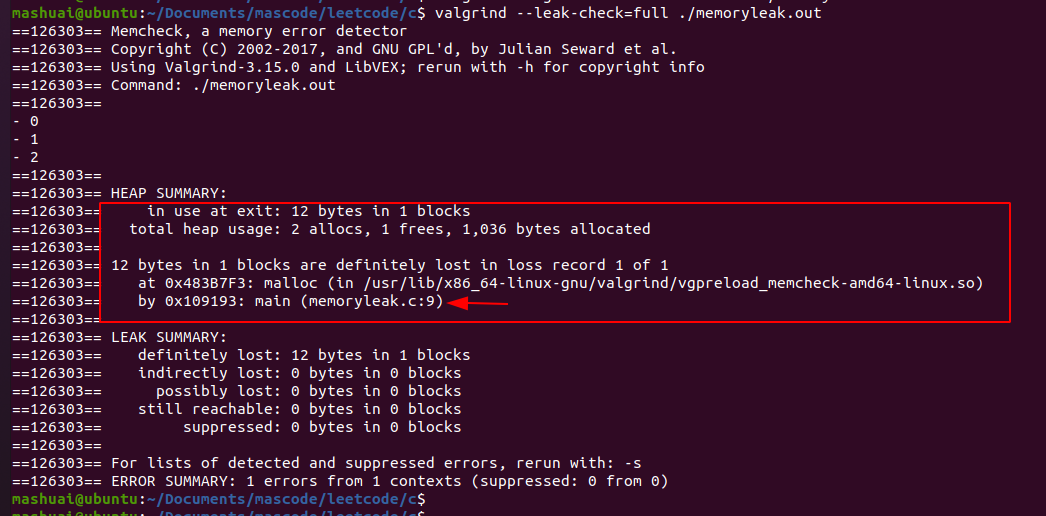 mashuai@ubuntu:~/Documents/mascode/leetcode/c$ valgrind --leak-check=full ./memoryleak.out
==126303== Memcheck, a memory error detector
==126303== Copyright (C) 2002-2017, and GNU GPL'd, by Julian Seward et al.
==126303== Using Valgrind-3.15.0 and LibVEX; rerun with -h for copyright info
==126303== Command: ./memoryleak.out
==126303==
- 0
- 1
- 2
==126303==
==126303== HEAP SUMMARY:
==126303==     in use at exit: 12 bytes in 1 blocks
==126303==   total heap usage: 2 allocs, 1 frees, 1,036 bytes allocated
==126303==
==126303== 12 bytes in 1 blocks are definitely lost in loss record 1 of 1
==126303==    at 0x483B7F3: malloc (in /usr/lib/x86_64-linux-gnu/valgrind/vgpreload_memcheck-amd64-linux.so)
==126303==    by 0x109193: main (memoryleak.c:9)
==126303==
==126303== LEAK SUMMARY:
==126303==    definitely lost: 12 bytes in 1 blocks
==126303==    indirectly lost: 0 bytes in 0 blocks
==126303==      possibly lost: 0 bytes in 0 blocks
==126303==    still reachable: 0 bytes in 0 blocks
==126303==         suppressed: 0 bytes in 0 blocks
==126303==
==126303== For lists of detected and suppressed errors, rerun with: -s
==126303== ERROR SUMMARY: 1 errors from 1 contexts (suppressed: 0 from 0)
mashuai@ubuntu:~/Documents/mascode/leetcode/c$
mashuai@ubuntu:~/Documents/mascode/leetcode/c$